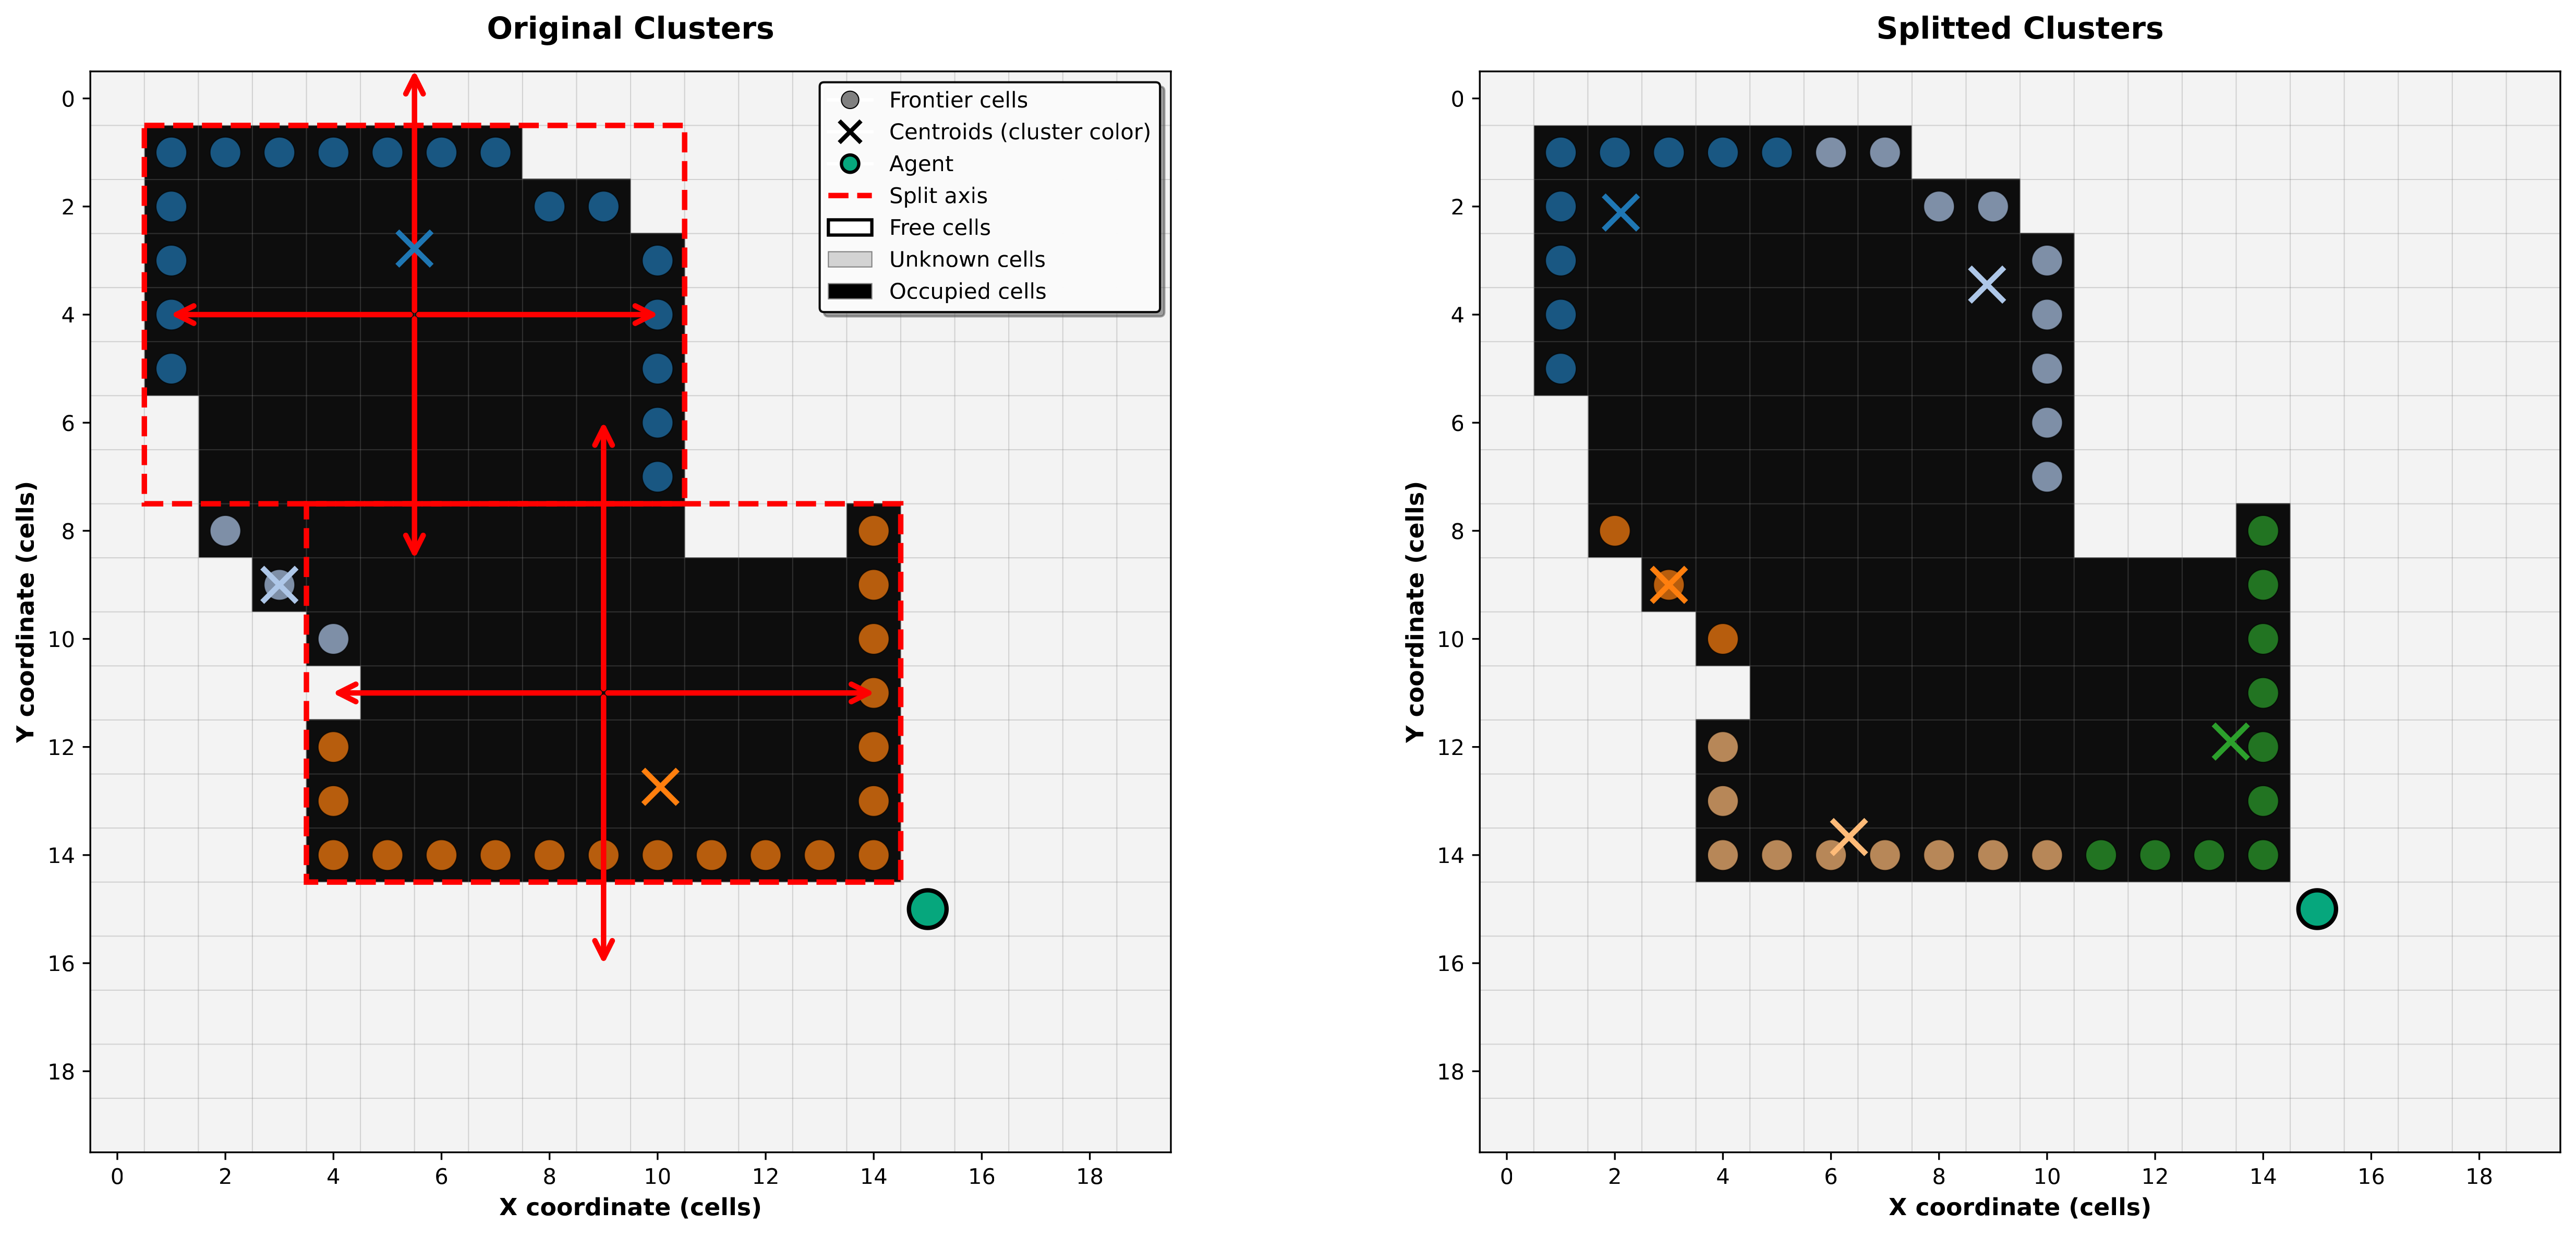 Original Clusters
Frontier cells
Centroids (cluster color)
Agent
Split axis
Free cells
Unknown cells
Occupied cells
0
2
4
6
8
10
12
14
16
18
Y coordinate (cells)
0 2 4 6 8 10 12 14 16 18
X coordinate (cells)
Splitted Clusters
0
2
4
6
8
10
12
14
16
18
Y coordinate (cells)
0 2 4 6 8 10 12 14 16 18
X coordinate (cells)